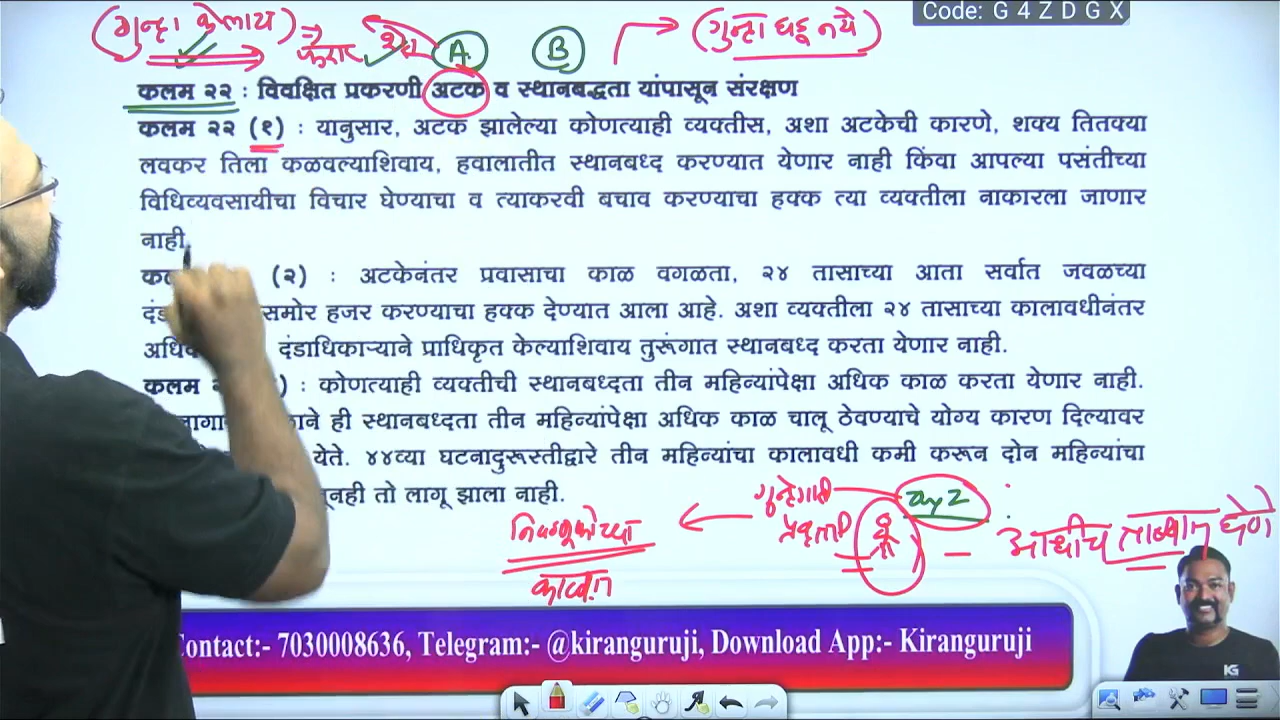 Code: G 4 Z D G X
(गुन्हा केलाय) → फरार
A B → (गुन्हा घडू नये)
कलम २२ : विवक्षित प्रकरणी अटक व स्थानबद्धता यांपासून संरक्षण
कलम २२ (१) : यानुसार, अटक झालेल्या कोणत्याही व्यक्तीस, अशा अटकेची कारणे, शक्य तितक्या
लवकर तिला कळवल्याशिवाय, हवालातीत स्थानबध्द करण्यात येणार नाही किंवा आपल्या पसंतीच्या
विधिव्यवसायीचा विचार घेण्याचा व त्याकरवी बचाव करण्याचा हक्क त्या व्यक्तीला नाकारला जाणार
नाही.
(२) : अटकेनंतर प्रवासाचा काळ वगळता, २४ तासाच्या आता सर्वात जवळच्या
समोर हजर करण्याचा हक्क देण्यात आला आहे. अशा व्यक्तीला २४ तासाच्या कालावधीनंतर
दंडाधिकाऱ्याने प्राधिकृत केल्याशिवाय तुरूंगात स्थानबध्द करता येणार नाही.
कलम ) : कोणत्याही व्यक्तीची स्थानबध्दता तीन महिन्यांपेक्षा अधिक काळ करता येणार नाही.
ही स्थानबध्दता तीन महिन्यांपेक्षा अधिक काळ चालू ठेवण्याचे योग्य कारण दिल्यावर
येते. ४४व्या घटनादुरूस्तीद्वारे तीन महिन्यांचा कालावधी कमी करून दोन महिन्यांचा
तो लागू झाला नाही.
गुन्हेगारी
प्रवृत्ती
xyz
निवडणूकीच्या
काळात
आधीच ताब्यात घेणे
Contact:- 7030008636, Telegram:- @kiranguruji, Download App:- Kiranguruji
KG